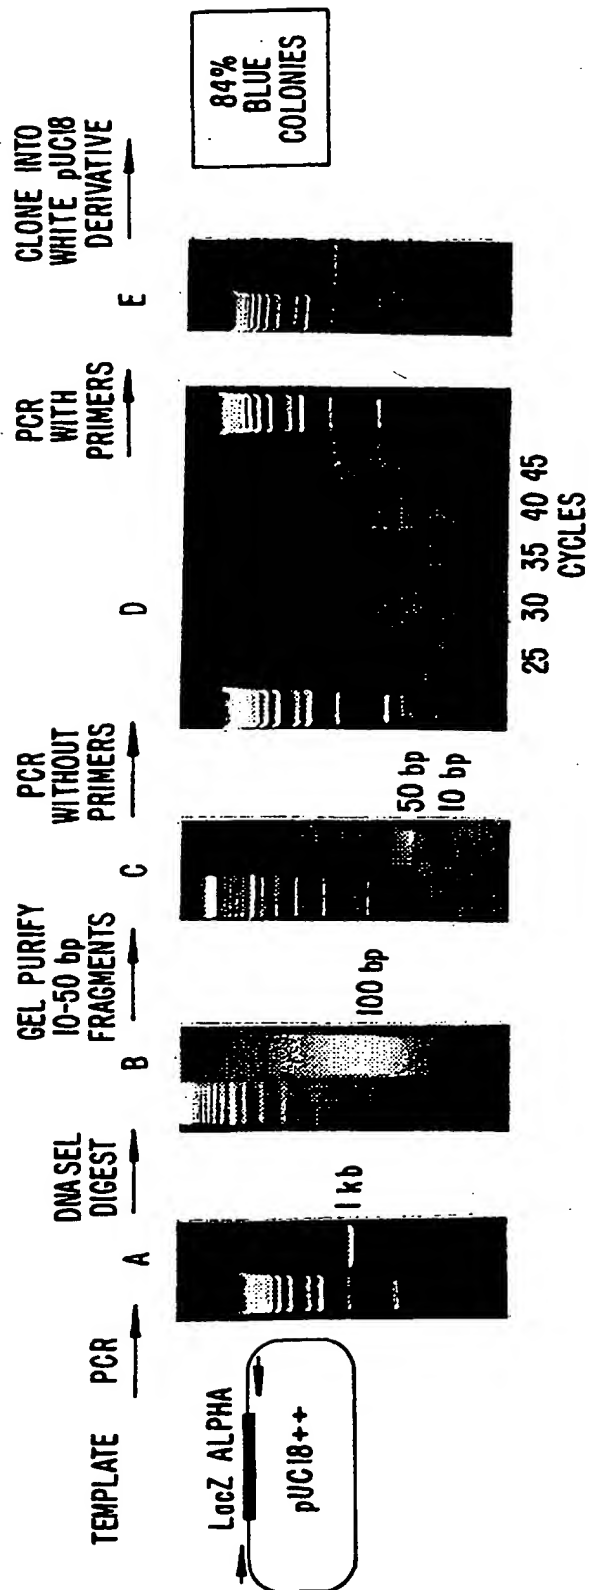 TEMPLATE
PCR
LacZ ALPHA
pUC18++
A
1 kb
DNASEL
DIGEST
B
100 bp
GEL PURIFY
10-50 bp
FRAGMENTS
C
50 bp
10 bp
PCR
WITHOUT
PRIMERS
D
25 30 35 40 45
CYCLES
PCR
WITH
PRIMERS
E
CLONE INTO
WHITE pUC18
DERIVATIVE
84%
BLUE
COLONIES